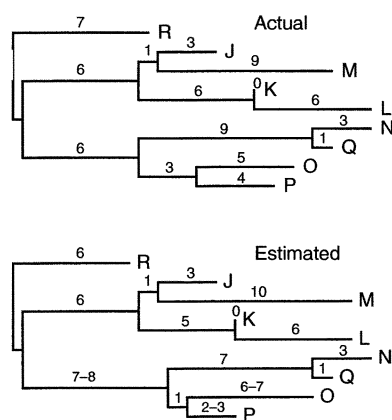 Actual
7 R
1 3 J
9 M
6
0 K
6
6 L
3 N
9
1 Q
6
5 O
3
4 P
Estimated
6 R
1 3 J
10 M
6
0 K
5
6 L
3 N
7
1 Q
7–8
6–7 O
1
2–3 P